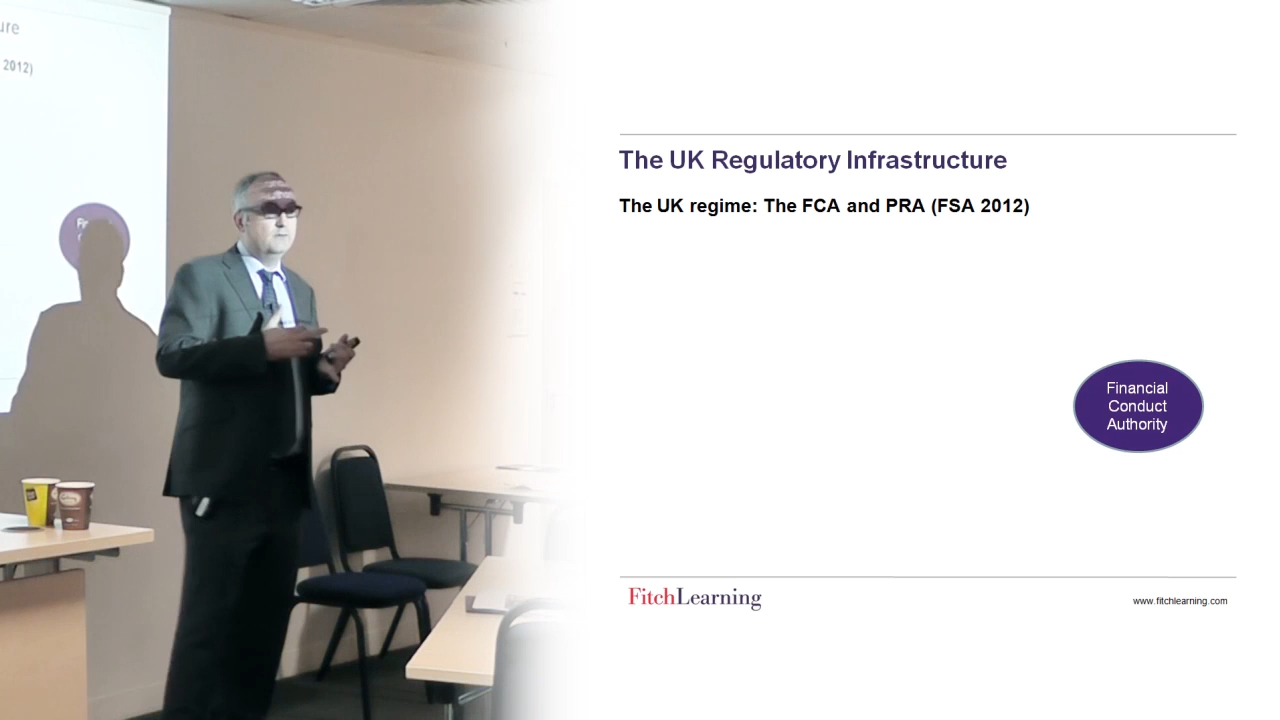 ure
2012)
The UK Regulatory Infrastructure
The UK regime: The FCA and PRA (FSA 2012)
Financial
Conduct
Authority
FitchLearning
www.fitchlearning.com